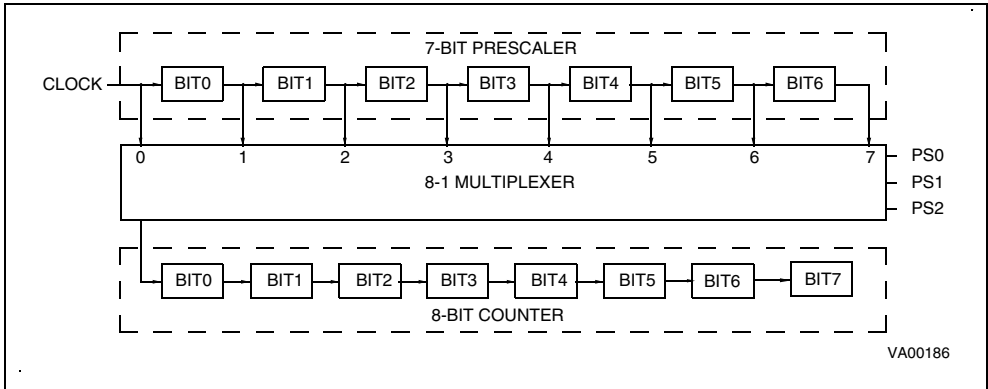 7-BIT PRESCALER
CLOCK BIT0 BIT1 BIT2 BIT3 BIT4 BIT5 BIT6
0 1 2 3 4 5 6 7 PS0
8-1 MULTIPLEXER PS1
PS2
BIT0 BIT1 BIT2 BIT3 BIT4 BIT5 BIT6 BIT7
8-BIT COUNTER
VA00186